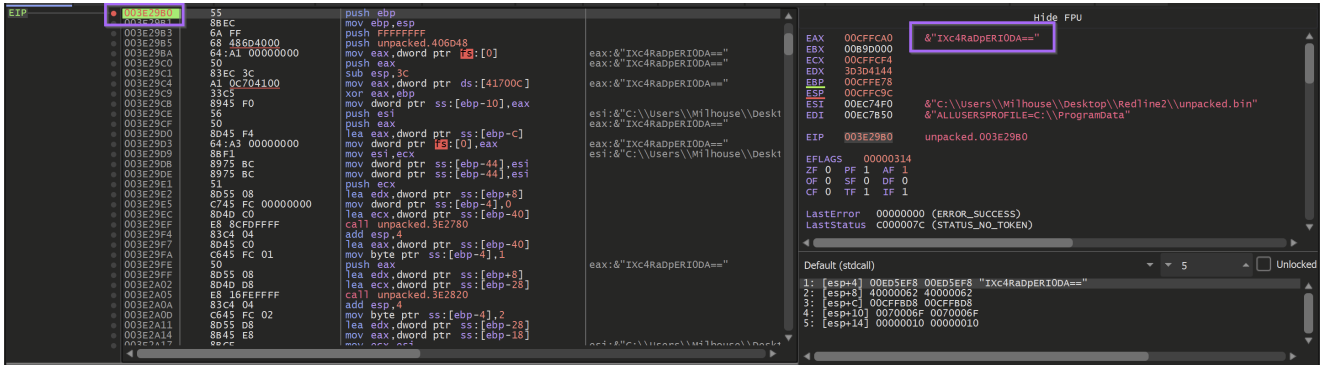 EIP
003E29B0 55 push ebp
003E29B1 8BEC mov ebp,esp
003E29B3 6A FF push FFFFFFFF
003E29B5 68 486D4000 push unpacked.406D48
003E29BA 64:A1 00000000 mov eax,dword ptr fs:[0] eax:&"IXc4RaDpERIODA=="
003E29C0 50 push eax eax:&"IXc4RaDpERIODA=="
003E29C1 83EC 3C sub esp,3C
003E29C4 A1 0C704100 mov eax,dword ptr ds:[41700C] eax:&"IXc4RaDpERIODA=="
003E29C9 33C5 xor eax,ebp
003E29CB 8945 F0 mov dword ptr ss:[ebp-10],eax
003E29CE 56 push esi esi:&"C:\\Users\\Milhouse\\Deskt
003E29CF 50 push eax eax:&"IXc4RaDpERIODA=="
003E29D0 8D45 F4 lea eax,dword ptr ss:[ebp-C]
003E29D3 64:A3 00000000 mov dword ptr fs:[0],eax eax:&"IXc4RaDpERIODA=="
003E29D9 8BF1 mov esi,ecx esi:&"C:\\Users\\Milhouse\\Deskt
003E29DB 8975 BC mov dword ptr ss:[ebp-44],esi
003E29DE 8975 BC mov dword ptr ss:[ebp-44],esi
003E29E1 51 push ecx
003E29E2 8D55 08 lea edx,dword ptr ss:[ebp+8]
003E29E5 C745 FC 00000000 mov dword ptr ss:[ebp-4],0
003E29EC 8D4D C0 lea ecx,dword ptr ss:[ebp-40]
003E29EF E8 8CFDFFFF call unpacked.3E2780
003E29F4 83C4 04 add esp,4
003E29F7 8D45 C0 lea eax,dword ptr ss:[ebp-40]
003E29FA C645 FC 01 mov byte ptr ss:[ebp-4],1
003E29FE 50 push eax eax:&"IXc4RaDpERIODA=="
003E29FF 8D55 08 lea edx,dword ptr ss:[ebp+8]
003E2A02 8D4D D8 lea ecx,dword ptr ss:[ebp-28]
003E2A05 E8 16FEFFFF call unpacked.3E2820
003E2A0A 83C4 04 add esp,4
003E2A0D C645 FC 02 mov byte ptr ss:[ebp-4],2
003E2A11 8D55 D8 lea edx,dword ptr ss:[ebp-28]
003E2A14 8B45 E8 mov eax,dword ptr ss:[ebp-18]
003E2A17 8BCE mov ecx,esi esi:&"C:\\Users\\Milhouse\\Deskt
Hide FPU
EAX 00CFFCA0 &"IXc4RaDpERIODA=="
EBX 00B9D000
ECX 00CFFCF4
EDX 3D3D4144
EBP 00CFFE78
ESP 00CFFC9C
ESI 00EC74F0 &"C:\\Users\\Milhouse\\Desktop\\Redline2\\unpacked.bin"
EDI 00EC7B50 &"ALLUSERSPROFILE=C:\\ProgramData"
EIP 003E29B0 unpacked.003E29B0
EFLAGS 00000314
ZF 0 PF 1 AF 1
OF 0 SF 0 DF 0
CF 0 TF 1 IF 1
LastError 00000000 (ERROR_SUCCESS)
LastStatus C000007C (STATUS_NO_TOKEN)
Default (stdcall) 5 Unlocked
1: [esp+4] 00ED5EF8 00ED5EF8 "IXc4RaDpERIODA=="
2: [esp+8] 40000062 40000062
3: [esp+C] 00CFFBD8 00CFFBD8
4: [esp+10] 0070006F 0070006F
5: [esp+14] 00000010 00000010